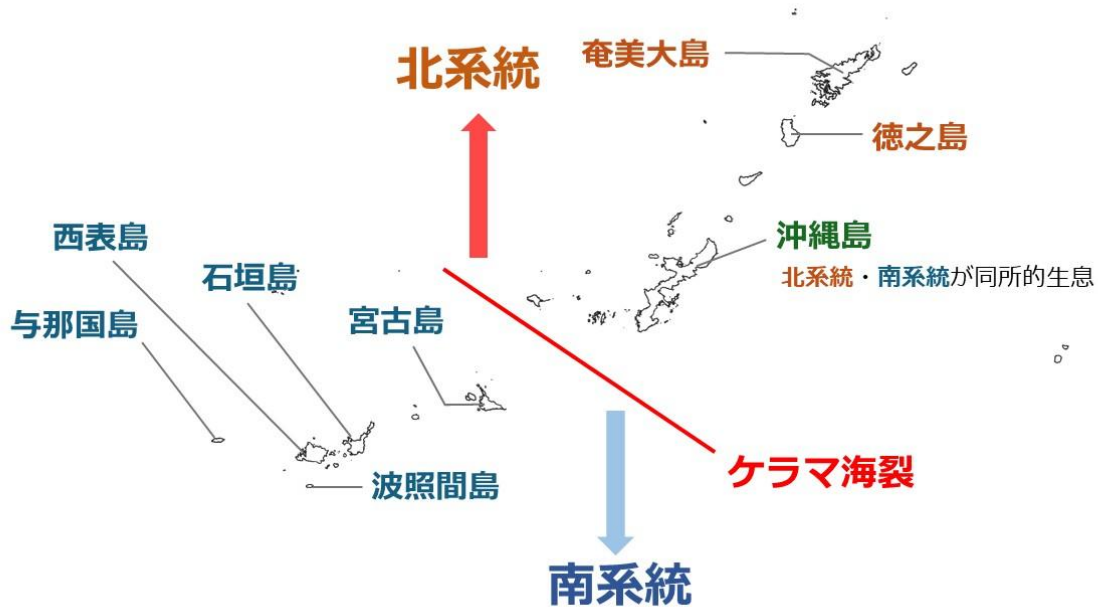 北系統
奄美大島
徳之島
沖縄島
北系統・南系統が同所的生息
西表島
石垣島
与那国島
宮古島
波照間島
ケラマ海裂
南系統